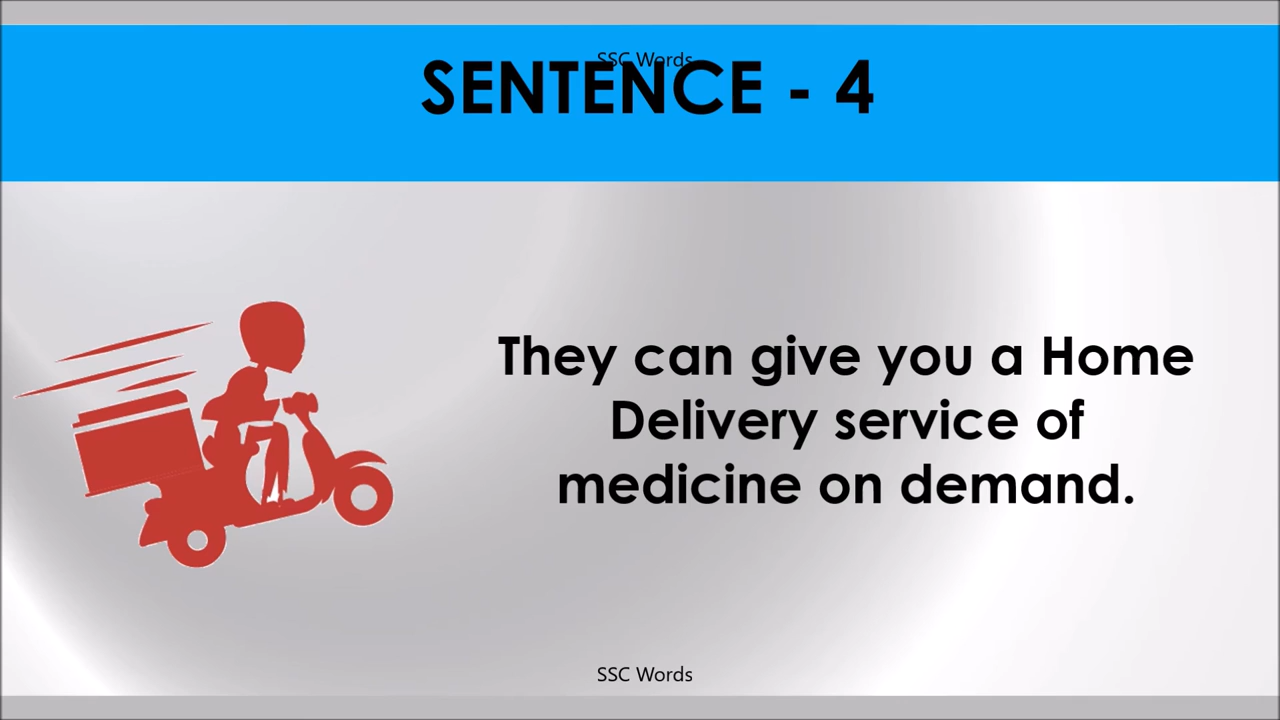 SSC Words
SENTENCE - 4
They can give you a Home
Delivery service of
medicine on demand.
SSC Words